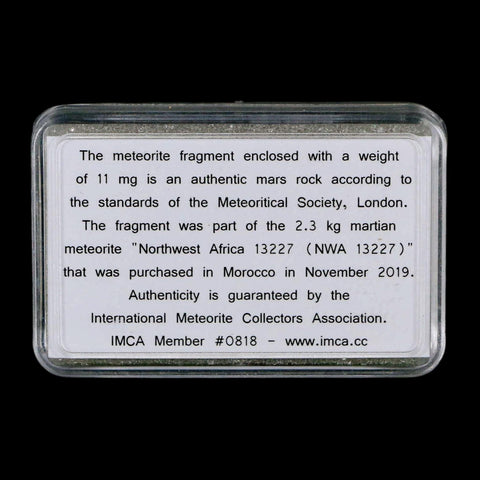 The meteorite fragment enclosed with a weight
of 11 mg is an authentic mars rock according to
the standards of the Meteoritical Society, London.
The fragment was part of the 2.3 kg martian
meteorite "Northwest Africa 13227 (NWA 13227)"
that was purchased in Morocco in November 2019.
Authenticity is guaranteed by the
International Meteorite Collectors Association.
IMCA Member #0818 - www.imca.cc